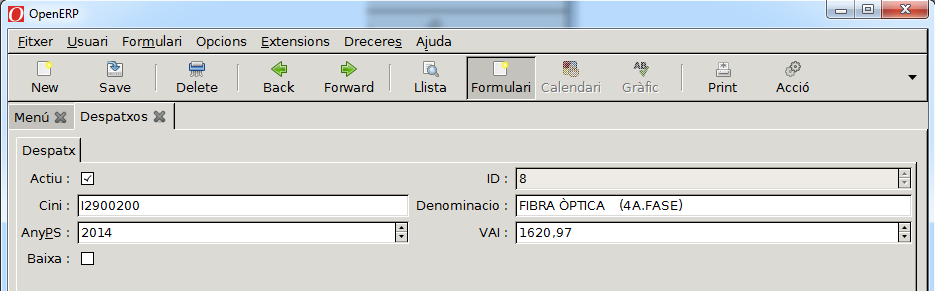 OpenERP
Fitxer Usuari Formulari Opcions Extensions Dreceres Ajuda
New Save Delete Back Forward Llista Formulari Calendari Gràfic Print Acció
Menú Despatxos
Despatx
Actiu : ID : 8
Cini : I2900200 Denominacio : FIBRA ÒPTICA (4A.FASE)
AnyPS : 2014 VAI : 1620,97
Baixa :